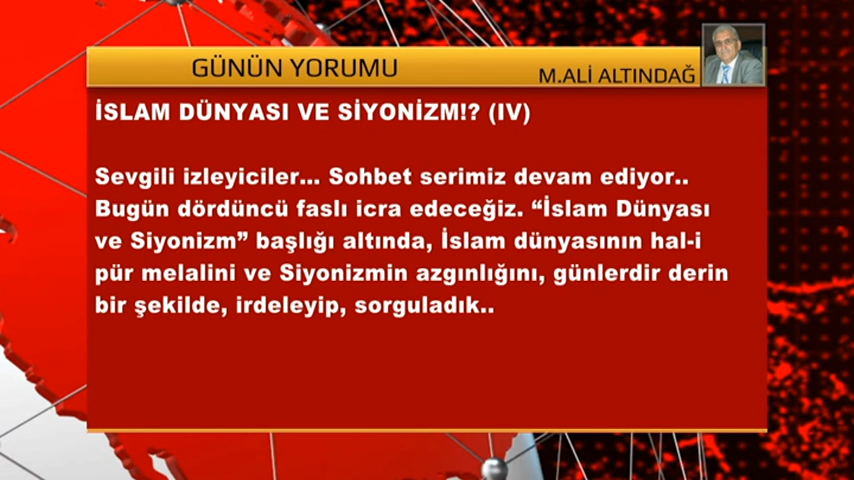 GÜNÜN YORUMU
M.ALİ ALTINDAĞ
İSLAM DÜNYASI VE SİYONİZM!? (IV)
Sevgili izleyiciler... Sohbet serimiz devam ediyor..
Bugün dördüncü faslı icra edeceğiz. “İslam Dünyası
ve Siyonizm” başlığı altında, İslam dünyasının hal-i
pür melalini ve Siyonizmin azgınlığını, günlerdir derin
bir şekilde, irdeleyip, sorguladık..